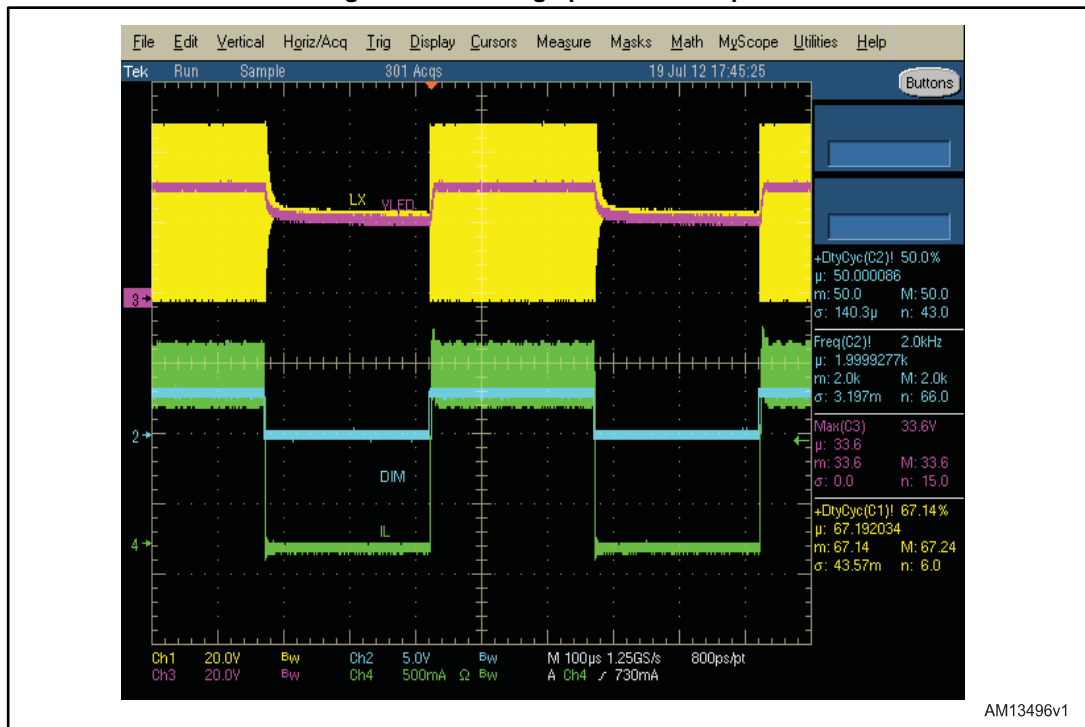 File Edit Vertical Horiz/Acq Trig Display Cursors Measure Masks Math MyScope Utilities Help
Tek Run Sample 301 Acqs 19 Jul 12 17:45:25
Buttons
LX VLED
3
2
DIM
IL
4
+DtyCyc(C2)! 50.0%
µ: 50.000086
m: 50.0 M: 50.0
σ: 140.3µ n: 43.0
Freq(C2)! 2.0kHz
µ: 1.9999277k
m: 2.0k M: 2.0k
σ: 3.197m n: 66.0
Max(C3) 33.6V
µ: 33.6
m: 33.6 M: 33.6
σ: 0.0 n: 15.0
+DtyCyc(C1)! 67.14%
µ: 67.192034
m: 67.14 M: 67.24
σ: 43.57m n: 6.0
Ch1 20.0V Bw Ch2 5.0V Bw M 100µs 1.25GS/s 800ps/pt
Ch3 20.0V Bw Ch4 500mA Ω Bw A Ch4 / 730mA
AM13496v1